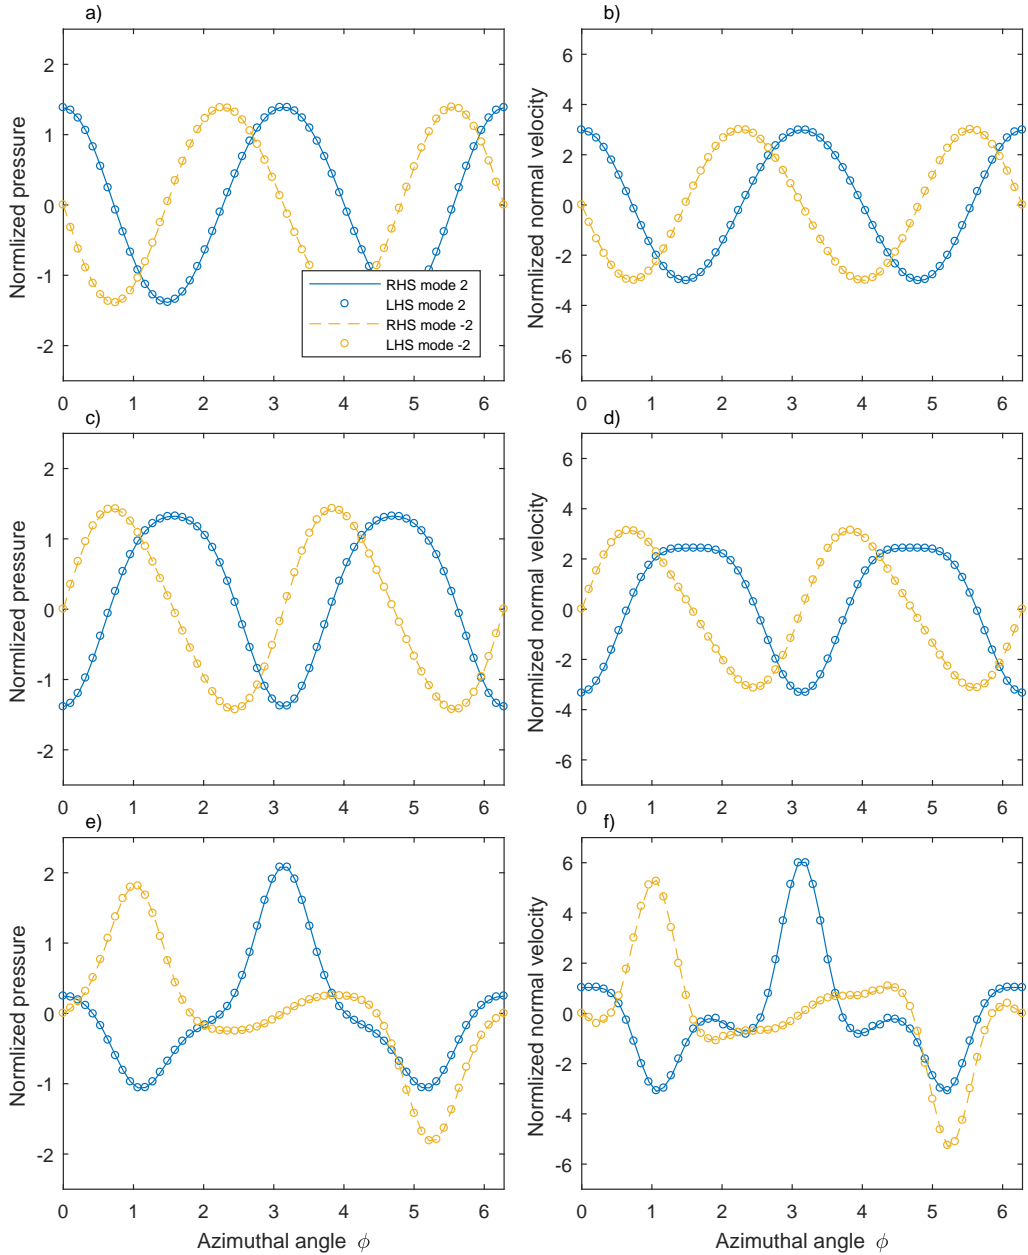 a)
Normlized pressure
2
1
0
-1
-2
RHS mode 2
LHS mode 2
RHS mode -2
LHS mode -2
0 1 2 3 4 5 6
b)
Normlized normal velocity
6
4
2
0
-2
-4
-6
0 1 2 3 4 5 6
c)
Normlized pressure
2
1
0
-1
-2
0 1 2 3 4 5 6
d)
Normlized normal velocity
6
4
2
0
-2
-4
-6
0 1 2 3 4 5 6
e)
Normlized pressure
2
1
0
-1
-2
0 1 2 3 4 5 6
Azimuthal angle ϕ
f)
Normlized normal velocity
6
4
2
0
-2
-4
-6
0 1 2 3 4 5 6
Azimuthal angle ϕ